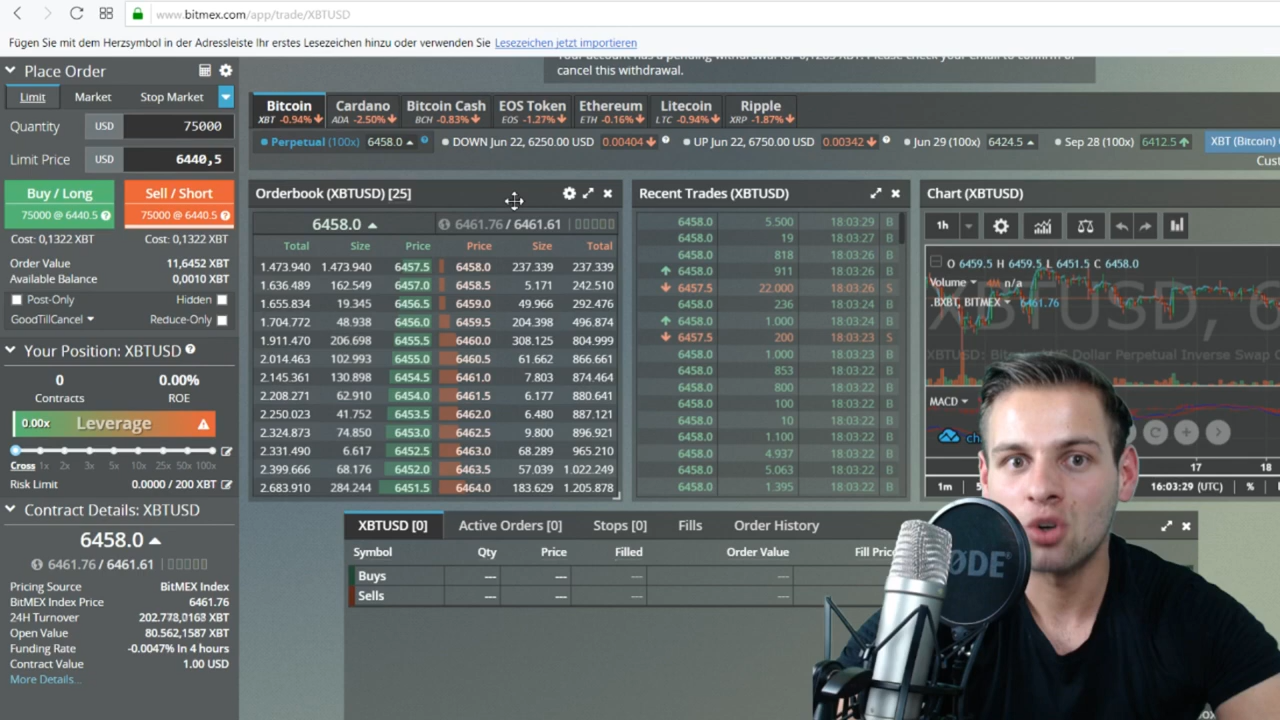 www.bitmex.com/app/trade/XBTUSD
Fügen Sie mit dem Herzsymbol in der Adressleiste Ihr erstes Lesezeichen hinzu oder verwenden Sie Lesezeichen jetzt importieren
cancel this withdrawal.
Place Order
Limit Market Stop Market
Quantity USD 75000
Limit Price USD 6440,5
Buy / Long Sell / Short
75000 @ 6440.5 75000 @ 6440.5
Cost: 0,1322 XBT Cost: 0,1322 XBT
Order Value 11,6452 XBT
Available Balance 0,0010 XBT
Post-Only Hidden
GoodTillCancel Reduce-Only
Your Position: XBTUSD
0 0.00%
Contracts ROE
0.00x Leverage
Cross 1x 2x 3x 5x 10x 25x 50x 100x
Risk Limit 0.0000 / 200 XBT
Contract Details: XBTUSD
6458.0
6461.76 / 6461.61
Pricing Source BitMEX Index
BitMEX Index Price 6461.76
24H Turnover 202.778,0168 XBT
Open Value 80.562,1587 XBT
Funding Rate -0.0047% In 4 hours
Contract Value 1.00 USD
More Details...
Bitcoin Cardano Bitcoin Cash EOS Token Ethereum Litecoin Ripple
XBT -0.94% ADA -2.50% BCH -0.83% EOS -1.27% ETH -0.16% LTC -0.94% XRP -1.87%
Perpetual (100x) 6458.0 DOWN Jun 22, 6250.00 USD 0.00404 UP Jun 22, 6750.00 USD 0.00342 Jun 29 (100x) 6424.5 Sep 28 (100x) 6412.5 XBT (Bitcoin)
Orderbook (XBTUSD) [25]
6458.0 6461.76 / 6461.61
Total Size Price Price Size Total
1.473.940 1.473.940 6457.5 6458.0 237.339 237.339
1.636.489 162.549 6457.0 6458.5 5.171 242.510
1.655.834 19.345 6456.5 6459.0 49.966 292.476
1.704.772 48.938 6456.0 6459.5 204.398 496.874
1.911.470 206.698 6455.5 6460.0 308.125 804.999
2.014.463 102.993 6455.0 6460.5 61.662 866.661
2.145.361 130.898 6454.5 6461.0 7.803 874.464
2.208.271 62.910 6454.0 6461.5 6.177 880.641
2.250.023 41.752 6453.5 6462.0 6.480 887.121
2.324.873 74.850 6453.0 6462.5 9.800 896.921
2.331.490 6.617 6452.5 6463.0 68.289 965.210
2.399.666 68.176 6452.0 6463.5 57.039 1.022.249
2.683.910 284.244 6451.5 6464.0 183.629 1.205.878
Recent Trades (XBTUSD)
6458.0 5.500 18:03:29 B
6458.0 19 18:03:27 B
6458.0 818 18:03:26 B
6458.0 911 18:03:26 B
6457.5 22.000 18:03:26 S
6458.0 236 18:03:24 B
6458.0 1.000 18:03:24 B
6457.5 200 18:03:23 S
6458.0 1.000 18:03:22 B
6458.0 853 18:03:22 B
6458.0 800 18:03:22 B
6458.0 100 18:03:22 B
6458.0 10 18:03:22 B
6458.0 1.100 18:03:22 B
6458.0 4.937 18:03:22 B
6458.0 5.063 18:03:22 B
6458.0 1.395 18:03:22 B
Chart (XBTUSD)
1h
O 6459.5 H 6459.5 L 6451.5 C 6458.0
Volume n/a
.BXBT, BITMEX 6461.76
XBTUSD, 6
MACD
17 18
1m 16:03:29 (UTC) %
XBTUSD [0] Active Orders [0] Stops [0] Fills Order History
Symbol Qty Price Filled Order Value Fill Price
Buys --- --- --- ---
Sells --- --- --- ---
RØDE